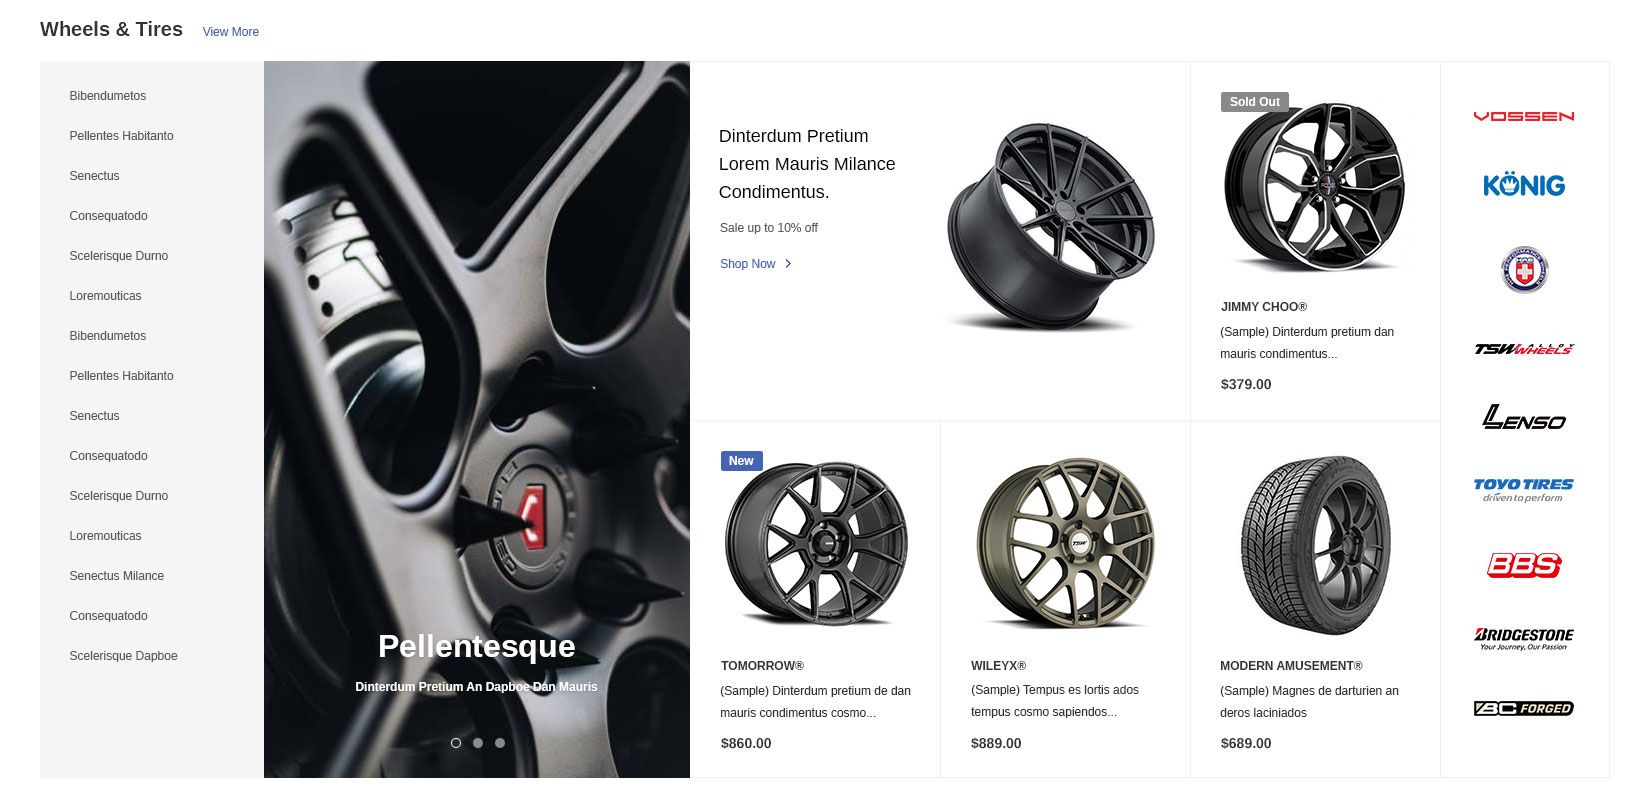 Wheels & Tires
View More
Bibendumetos
Pellentes Habitanto
Senectus
Consequatodo
Scelerisque Durno
Loremouticas
Bibendumetos
Pellentes Habitanto
Senectus
Consequatodo
Scelerisque Durno
Loremouticas
Senectus Milance
Consequatodo
Scelerisque Dapboe
Pellentesque
Dinterdum Pretium An Dapboe Dan Mauris
Dinterdum Pretium
Lorem Mauris Milance
Condimentus.
Sale up to 10% off
Shop Now
Sold Out
JIMMY CHOO®
(Sample) Dinterdum pretium dan
mauris condimentus...
$379.00
New
TOMORROW®
(Sample) Dinterdum pretium de dan
mauris condimentus cosmo...
$860.00
TSW
WILEYX®
(Sample) Tempus es lortis ados
tempus cosmo sapiendos...
$889.00
MODERN AMUSEMENT®
(Sample) Magnes de darturien an
deros laciniados
$689.00
VOSSEN
KÖNIG
HRE
TSW ALLOY
WHEELS
LENSO
TOYO TIRES
driven to perform
BBS
BRIDGESTONE
Your Journey, Our Passion
BC FORGED